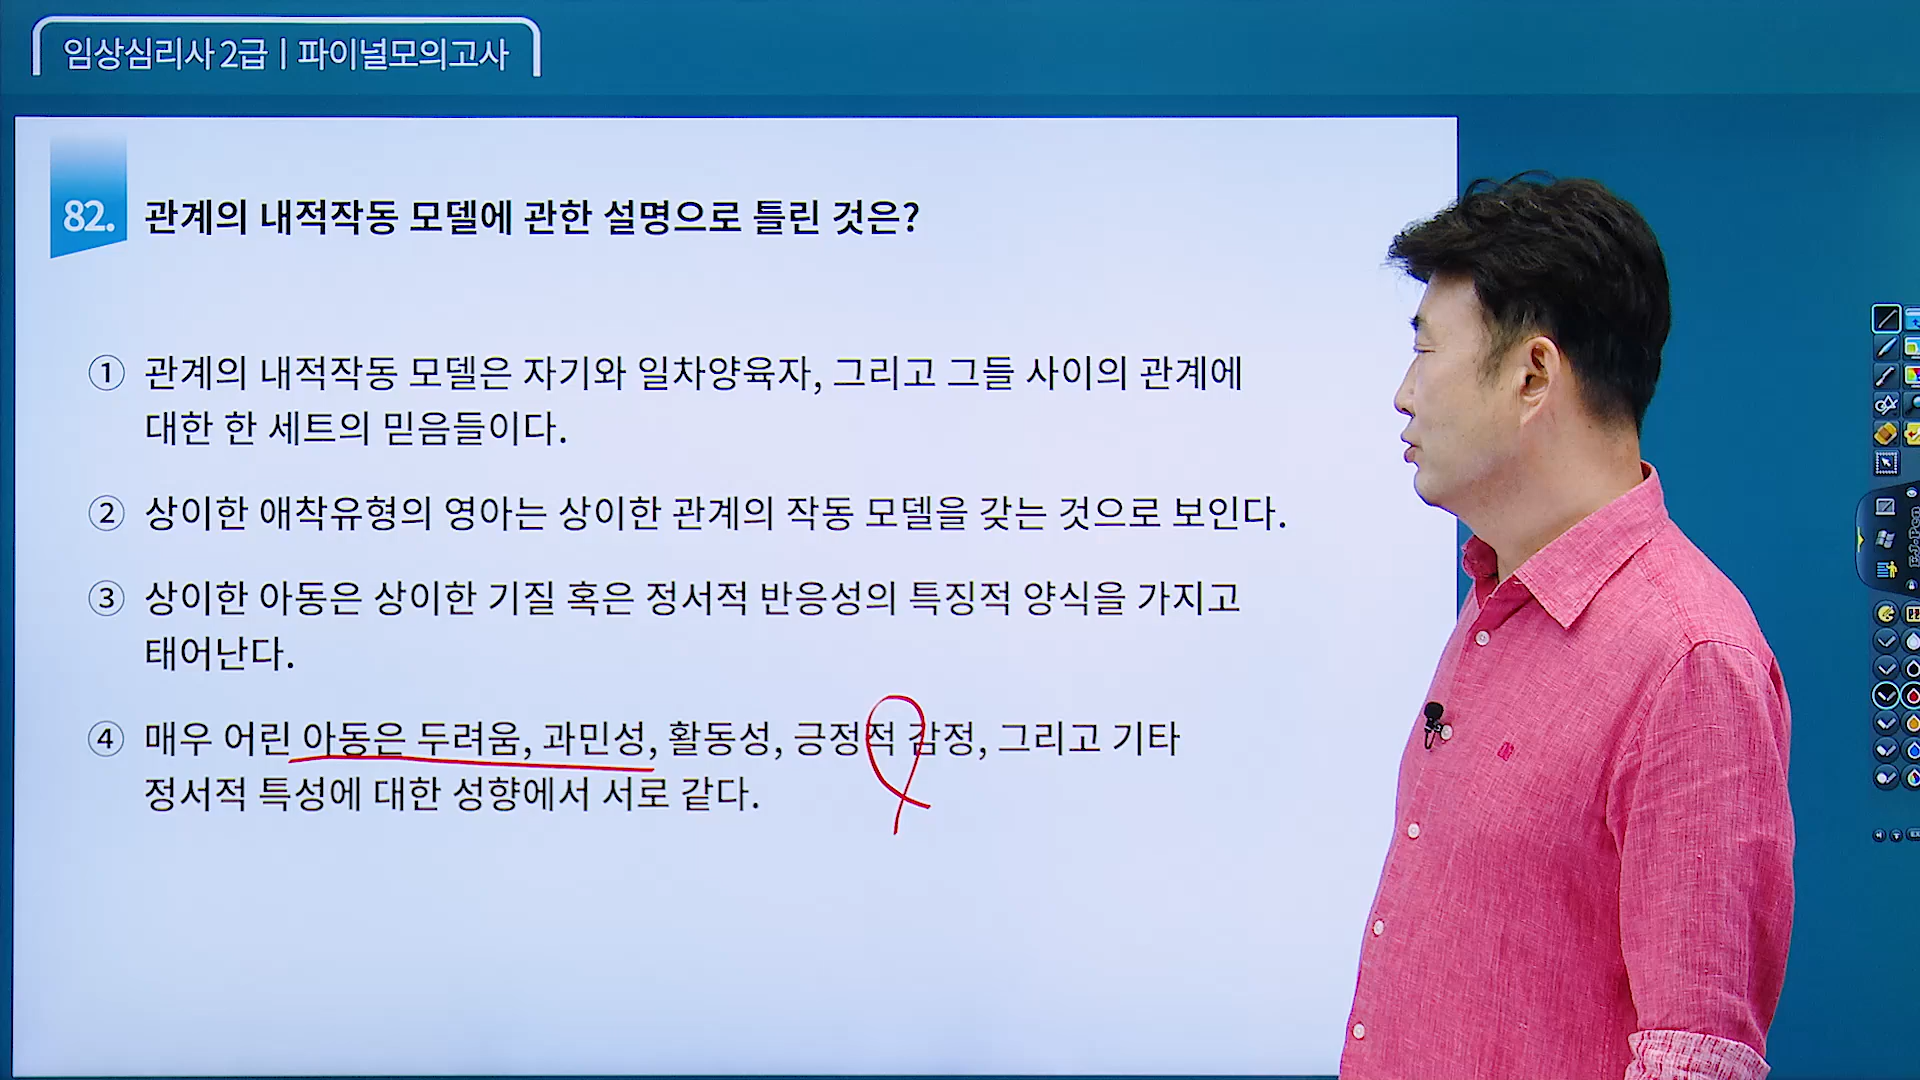 임상심리사 2급 | 파이널모의고사
82. 관계의 내적작동 모델에 관한 설명으로 틀린 것은?
① 관계의 내적작동 모델은 자기와 일차양육자, 그리고 그들 사이의 관계에
대한 한 세트의 믿음들이다.
② 상이한 애착유형의 영아는 상이한 관계의 작동 모델을 갖는 것으로 보인다.
③ 상이한 아동은 상이한 기질 혹은 정서적 반응성의 특징적 양식을 가지고
태어난다.
④ 매우 어린 아동은 두려움, 과민성, 활동성, 긍정적 감정, 그리고 기타
정서적 특성에 대한 성향에서 서로 같다.